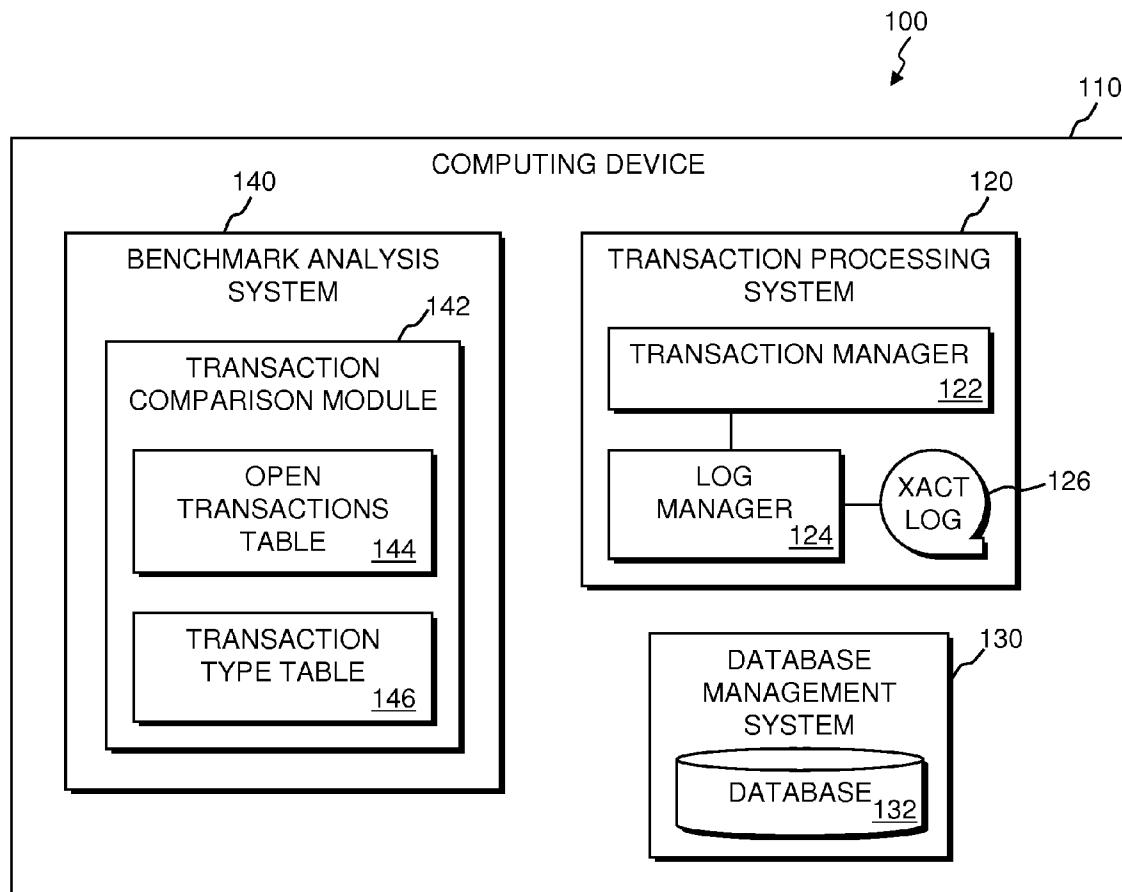 100
110
COMPUTING DEVICE
140
BENCHMARK ANALYSIS
SYSTEM
142
TRANSACTION
COMPARISON MODULE
OPEN
TRANSACTIONS
TABLE
144
TRANSACTION
TYPE TABLE
146
120
TRANSACTION PROCESSING
SYSTEM
TRANSACTION MANAGER
122
LOG
MANAGER
124
XACT
LOG
126
130
DATABASE
MANAGEMENT
SYSTEM
DATABASE
132